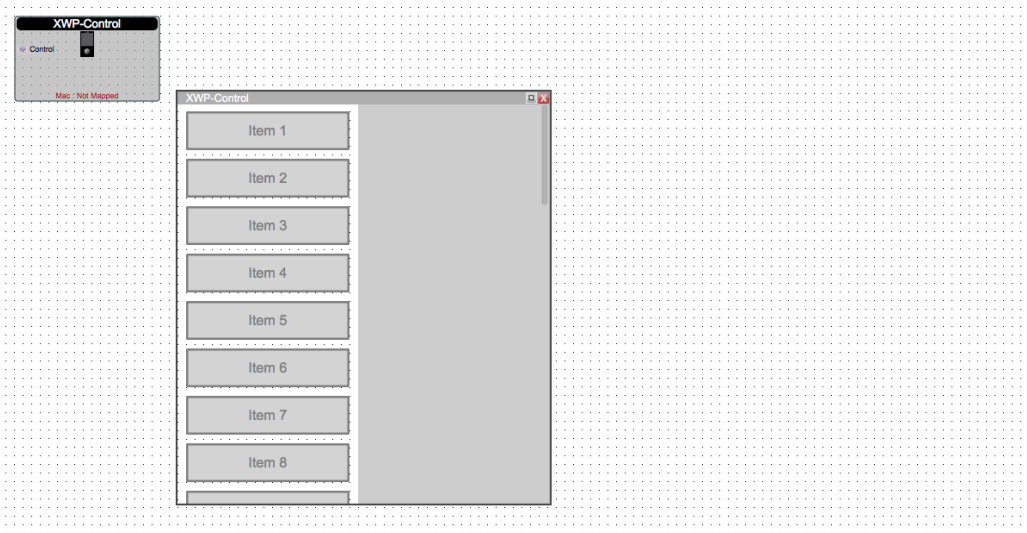 XWP-Control
Control
Mac : Not Mapped
XWP-Control
Item 1
Item 2
Item 3
Item 4
Item 5
Item 6
Item 7
Item 8